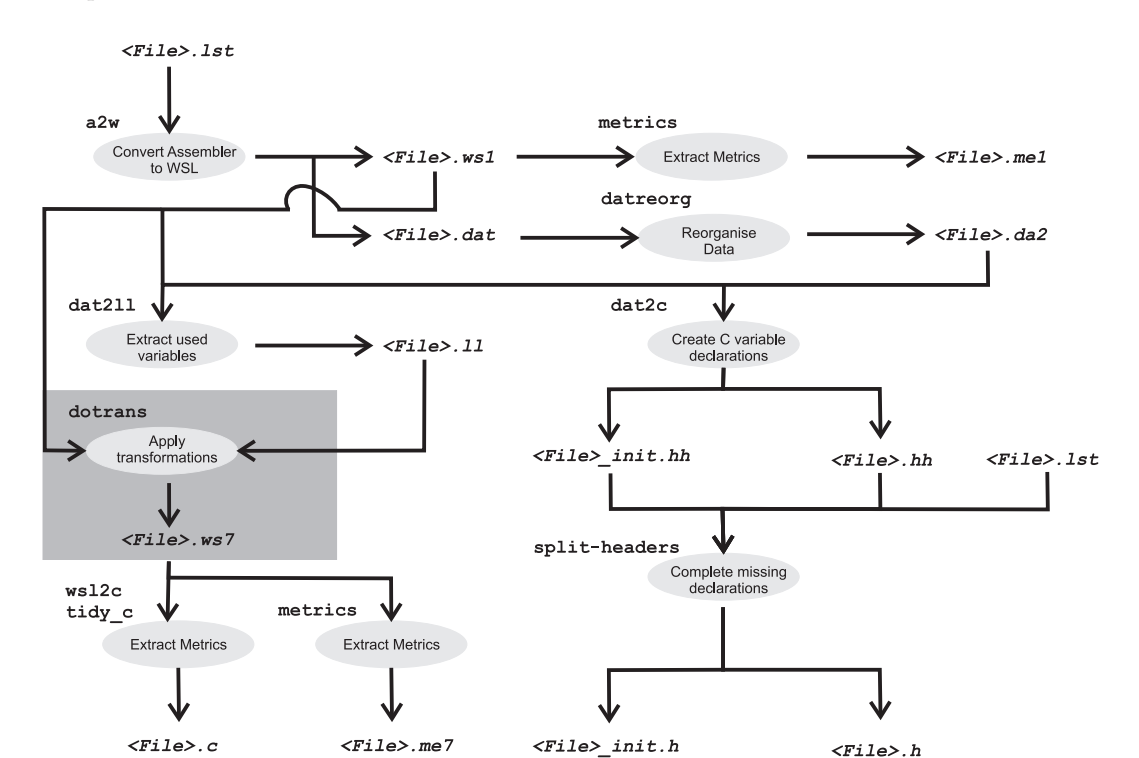 <File>.lst
a2w
Convert Assembler
to WSL
<File>.ws1
metrics
Extract Metrics
<File>.me1
datreorg
<File>.dat
Reorganise
Data
<File>.da2
dat2ll
Extract used
variables
<File>.ll
dat2c
Create C variable
declarations
dotrans
Apply
transformations
<File>.ws7
<File>_init.hh
<File>.hh
<File>.lst
split-headers
Complete missing
declarations
wsl2c
tidy_c
Extract Metrics
metrics
Extract Metrics
<File>.c
<File>.me7
<File>_init.h
<File>.h